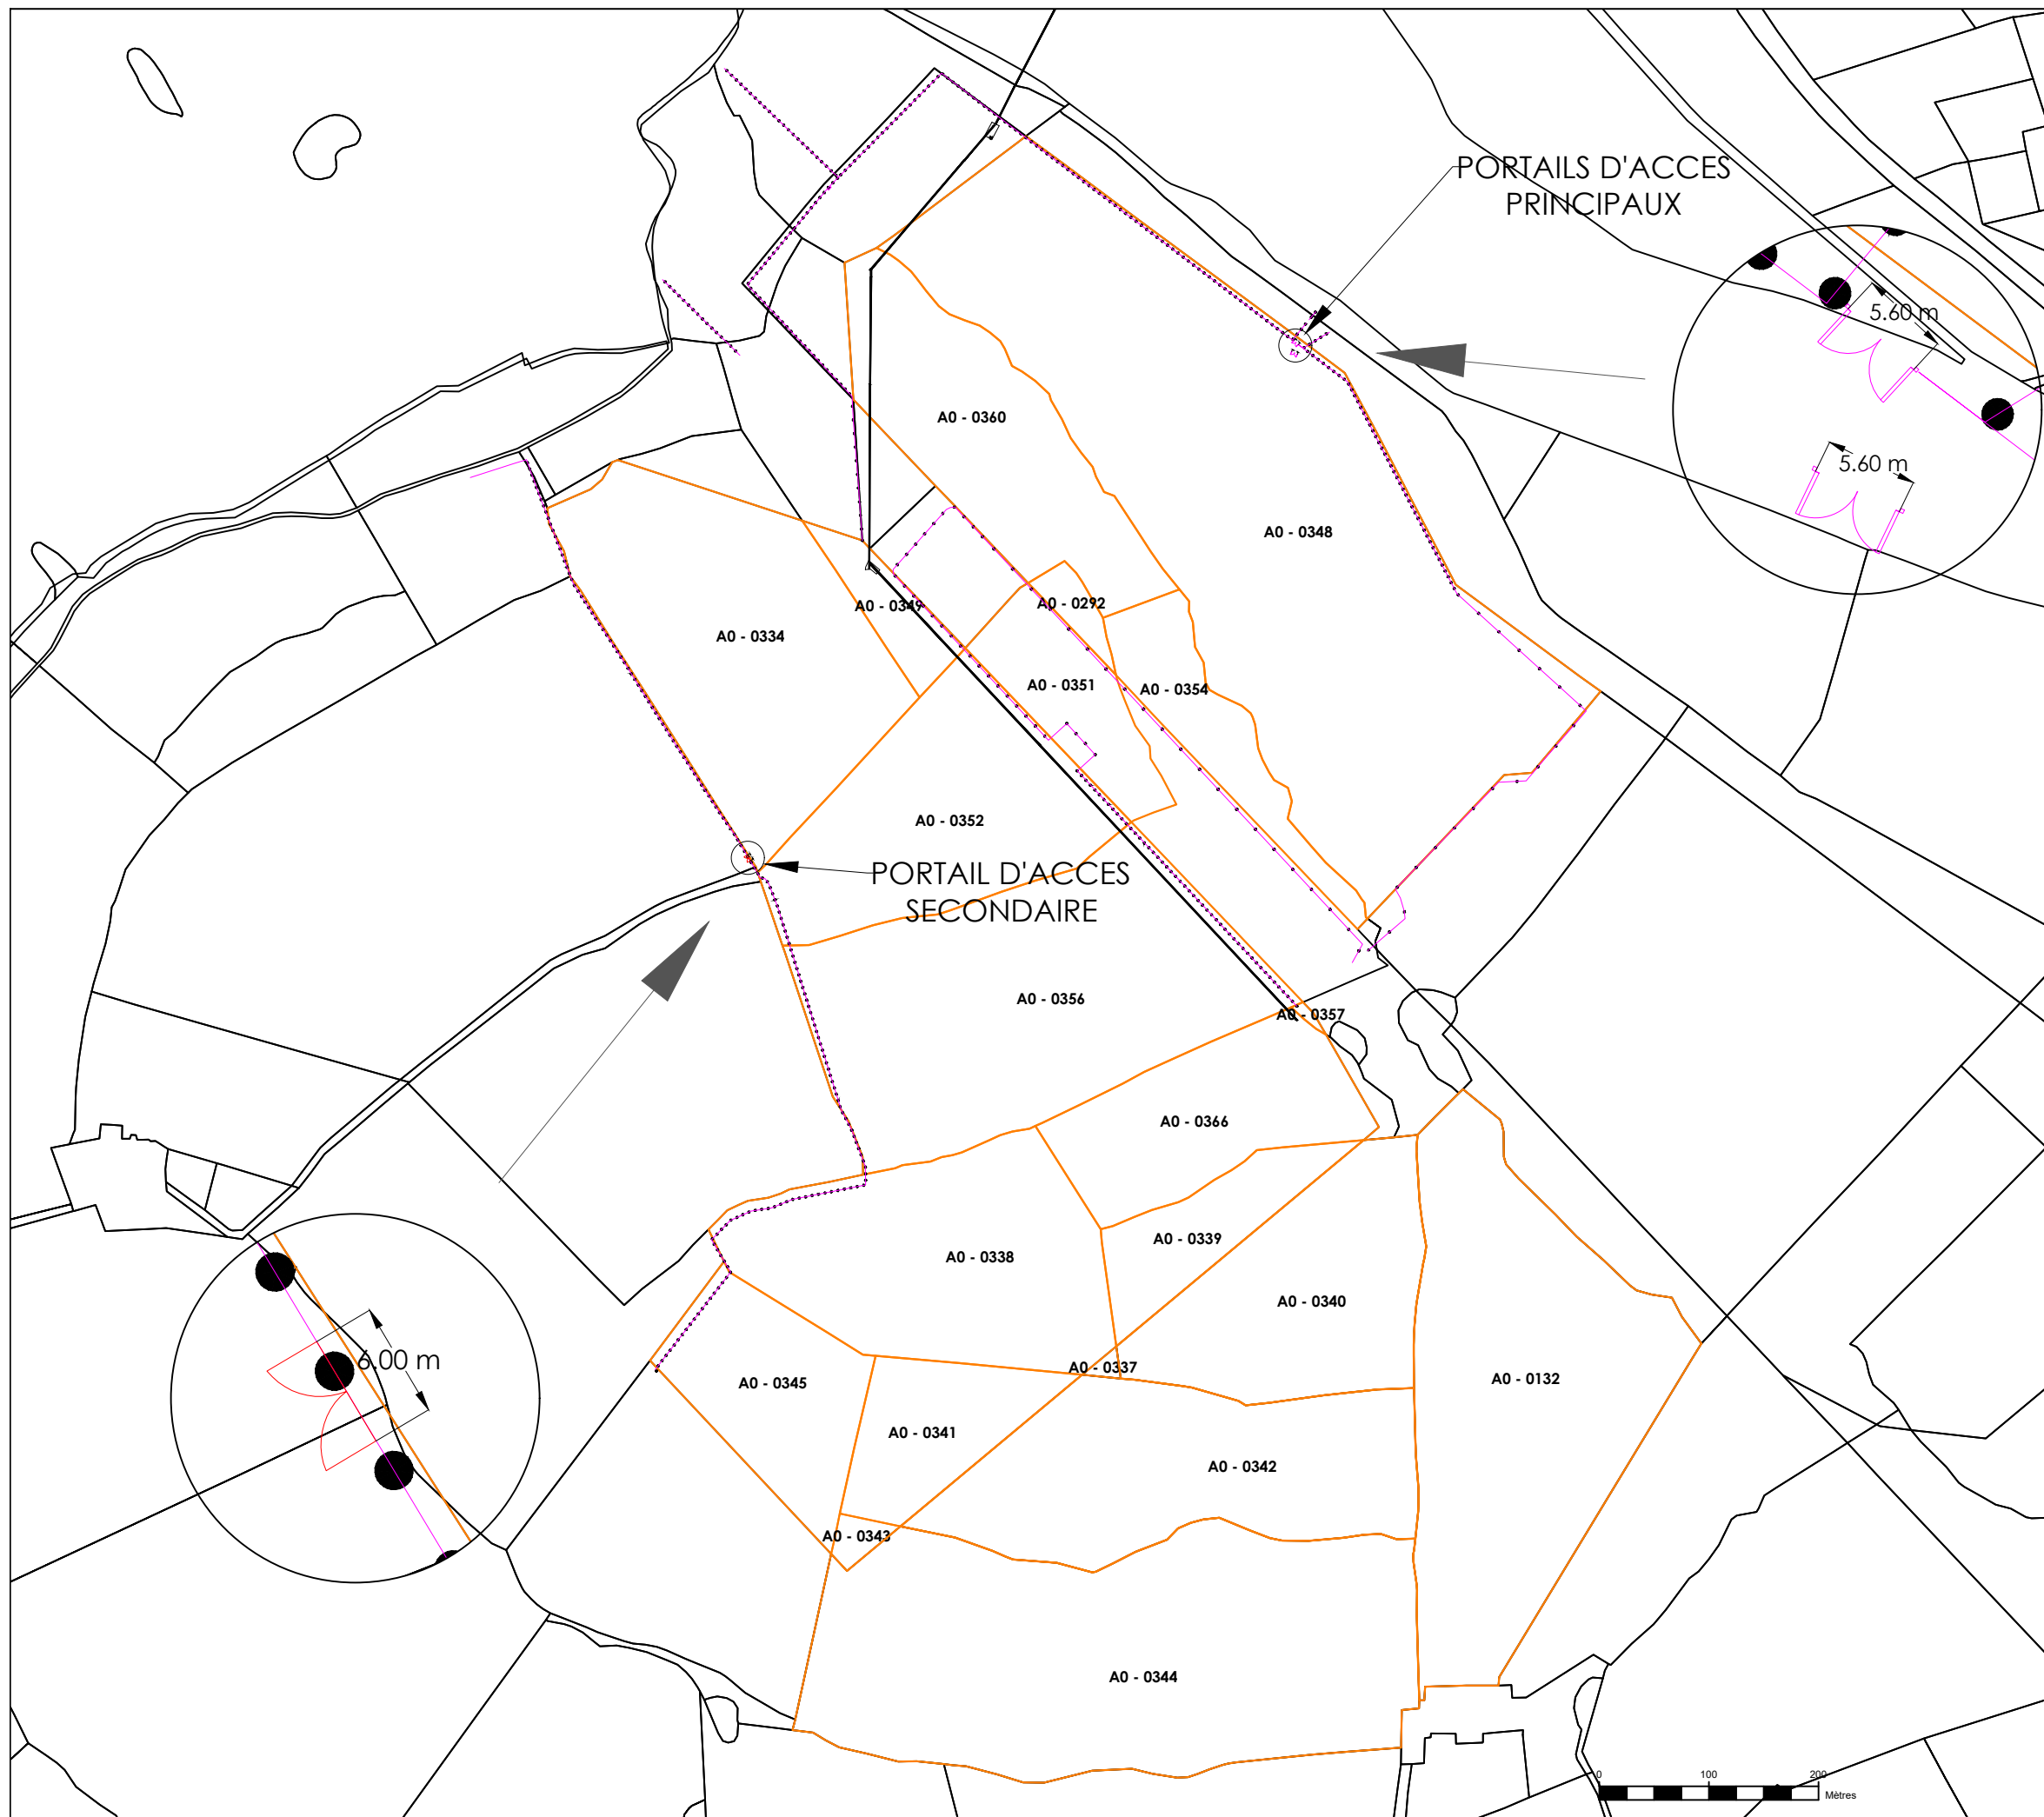 PORTAILS D'ACCES
PRINCIPAUX
5.60 m
5.60 m
A0 - 0360
A0 - 0348
A0 - 0349
A0 - 0292
A0 - 0334
A0 - 0351
A0 - 0354
A0 - 0352
PORTAIL D'ACCES
SECONDAIRE
A0 - 0356
A0 - 0357
A0 - 0366
A0 - 0339
A0 - 0338
A0 - 0340
6.00 m
A0 - 0337
A0 - 0345
A0 - 0132
A0 - 0341
A0 - 0342
A0 - 0343
A0 - 0344
0 100 200
Mètres